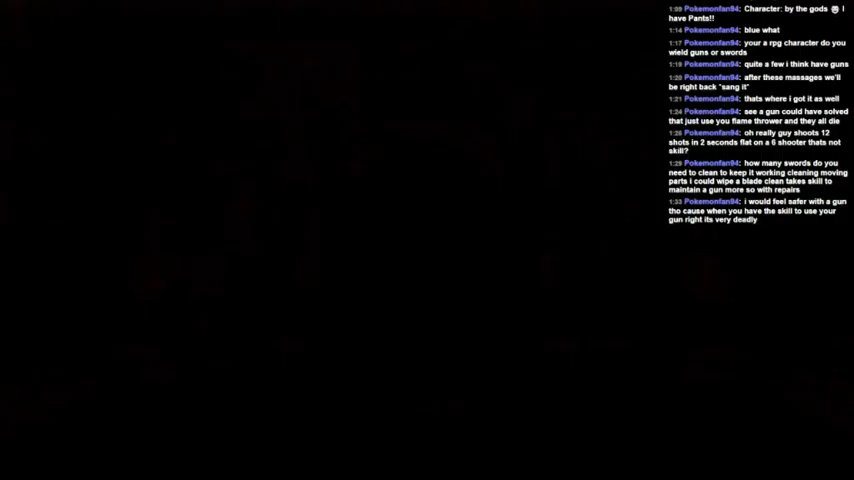 1:09 Pokemonfan94: Character: by the gods 😨 I
have Pants!!
1:14 Pokemonfan94: blue what
1:17 Pokemonfan94: your a rpg character do you
wield guns or swords
1:19 Pokemonfan94: quite a few i think have guns
1:20 Pokemonfan94: after these massages we'll
be right back "sang it"
1:21 Pokemonfan94: thats where i got it as well
1:24 Pokemonfan94: see a gun could have solved
that just use you flame thrower and they all die
1:26 Pokemonfan94: oh really guy shoots 12
shots in 2 seconds flat on a 6 shooter thats not
skill?
1:29 Pokemonfan94: how many swords do you
need to clean to keep it working cleaning moving
parts i could wipe a blade clean takes skill to
maintain a gun more so with repairs
1:33 Pokemonfan94: i would feel safer with a gun
tho cause when you have the skill to use your
gun right its very deadly